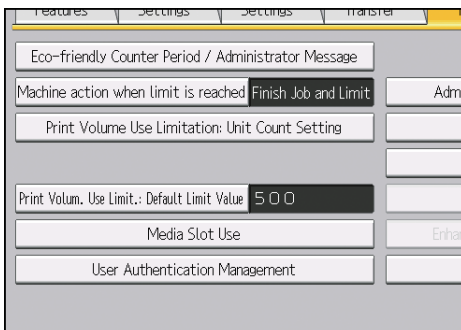 Features Settings Settings Transfer
Eco-friendly Counter Period / Administrator Message
Machine action when limit is reached Finish Job and Limit
Print Volume Use Limitation: Unit Count Setting
Print Volum. Use Limit.: Default Limit Value 500
Media Slot Use
User Authentication Management